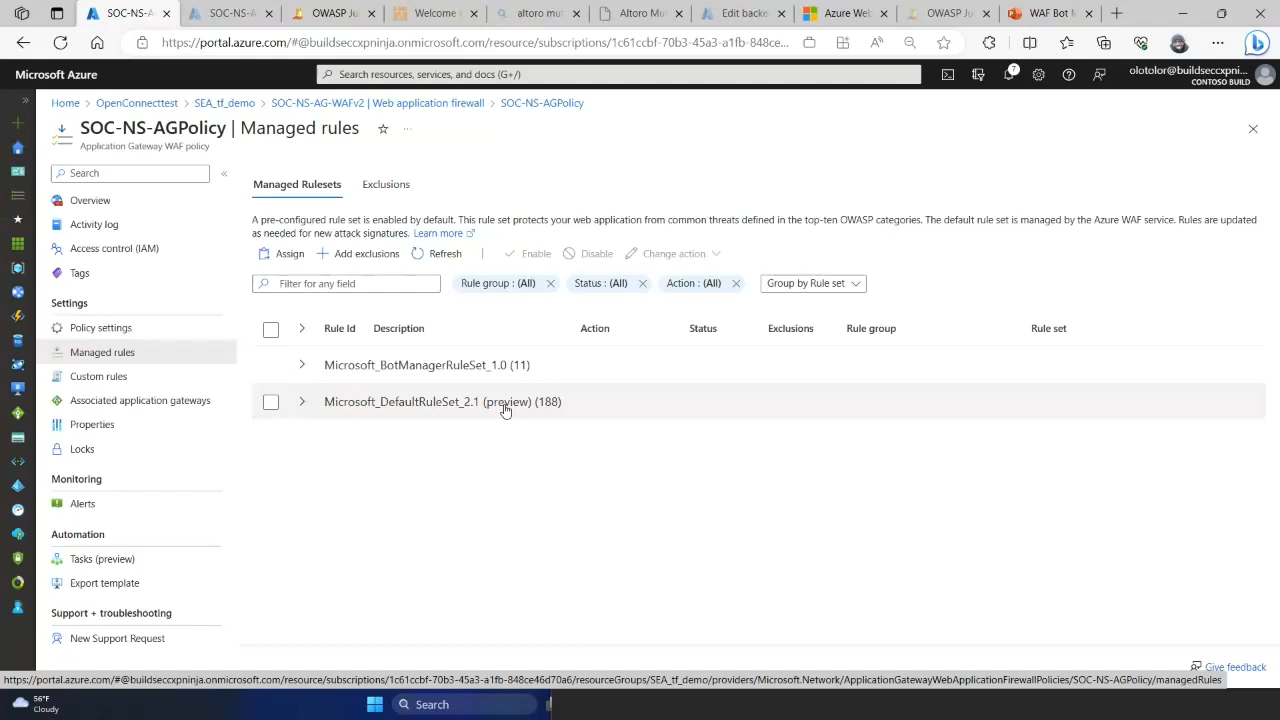 SOC-NS-A
SOC-NS-A
OWASP Ju
Welcome
altoro mut
Altoro Mut
Edit backe
Azure Web
OWASP Ju
WAF Bot M
https://portal.azure.com/#@buildseccxpninja.onmicrosoft.com/resource/subscriptions/1c61ccbf-70b3-45a3-a1fb-848ce...
Microsoft Azure
Search resources, services, and docs (G+/)
7
olotolor@buildseccxpni...
CONTOSO BUILD
Home > OpenConnecttest > SEA_tf_demo > SOC-NS-AG-WAFv2 | Web application firewall > SOC-NS-AGPolicy
SOC-NS-AGPolicy | Managed rules
Application Gateway WAF policy
Search
Overview
Activity log
Access control (IAM)
Tags
Settings
Policy settings
Managed rules
Custom rules
Associated application gateways
Properties
Locks
Monitoring
Alerts
Automation
Tasks (preview)
Export template
Support + troubleshooting
New Support Request
Managed Rulesets
Exclusions
A pre-configured rule set is enabled by default. This rule set protects your web application from common threats defined in the top-ten OWASP categories. The default rule set is managed by the Azure WAF service. Rules are updated
as needed for new attack signatures. Learn more
Assign
Add exclusions
Refresh
Enable
Disable
Change action
Filter for any field
Rule group : (All)
Status : (All)
Action : (All)
Group by Rule set
Rule Id
Description
Action
Status
Exclusions
Rule group
Rule set
Microsoft_BotManagerRuleSet_1.0 (11)
Microsoft_DefaultRuleSet_2.1 (preview) (188)
Give feedback
https://portal.azure.com/#@buildseccxpninja.onmicrosoft.com/resource/subscriptions/1c61ccbf-70b3-45a3-a1fb-848ce46d70a6/resourceGroups/SEA_tf_demo/providers/Microsoft.Network/ApplicationGatewayWebApplicationFirewallPolicies/SOC-NS-AGPolicy/managedRules
56°F
Cloudy
Search